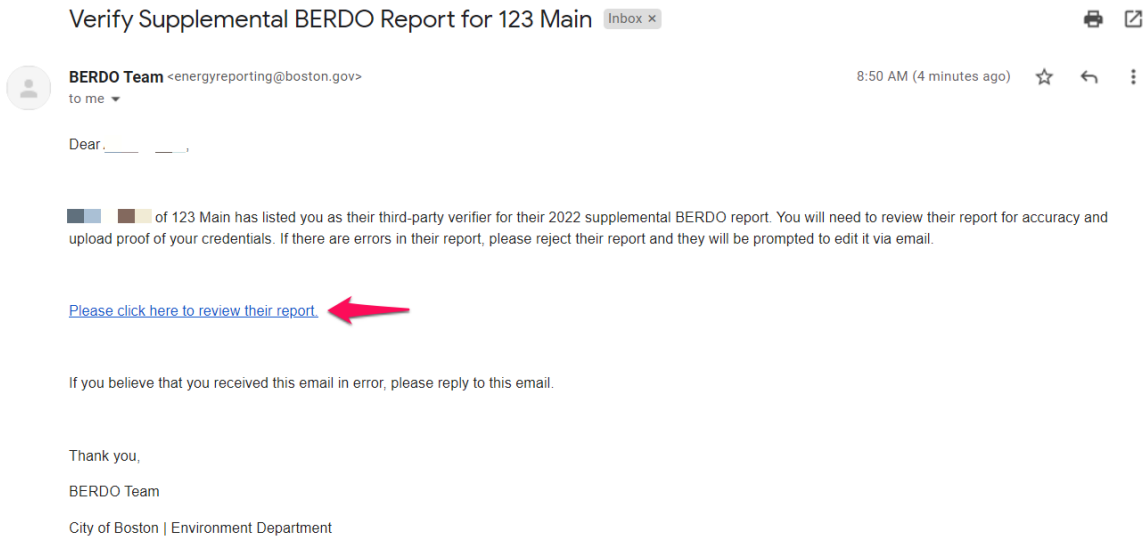 Verify Supplemental BERDO Report for 123 Main Inbox ×
BERDO Team <energyreporting@boston.gov> 8:50 AM (4 minutes ago)
to me
Dear ,
of 123 Main has listed you as their third-party verifier for their 2022 supplemental BERDO report. You will need to review their report for accuracy and
upload proof of your credentials. If there are errors in their report, please reject their report and they will be prompted to edit it via email.
Please click here to review their report.
If you believe that you received this email in error, please reply to this email.
Thank you,
BERDO Team
City of Boston | Environment Department